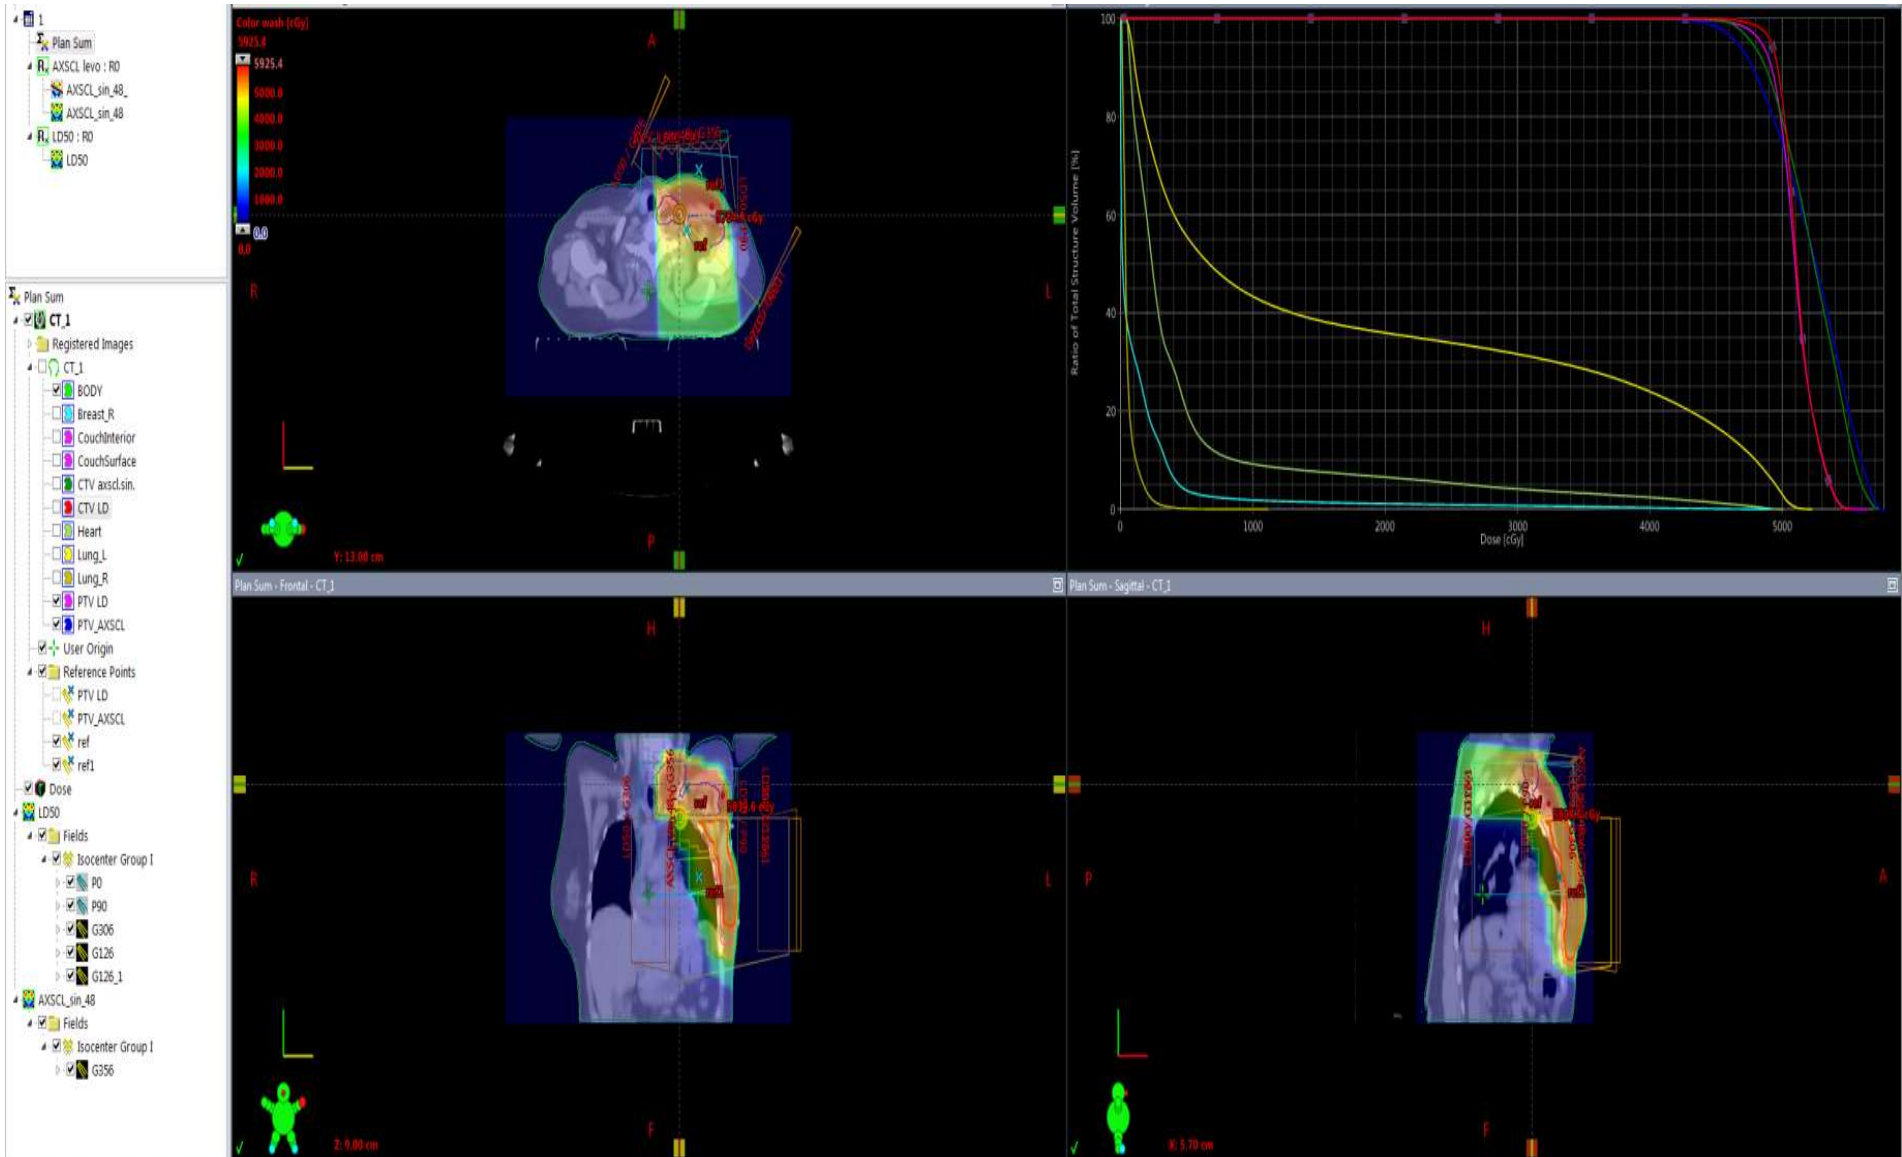 1
Plan Sum
AXSCL levo : R0
AXSCL_sin_48_
AXSCL_sin_48
LD50 : R0
LD50
Plan Sum
CT_1
Registered Images
CT_1
BODY
Breast_R
CouchInterior
CouchSurface
CTV axscl.sin.
CTV LD
Heart
Lung_L
Lung_R
PTV LD
PTV_AXSCL
User Origin
Reference Points
PTV LD
PTV_AXSCL
ref
ref1
Dose
LD50
Fields
Isocenter Group I
P0
P90
G306
G126
G126_1
AXSCL_sin_48
Fields
Isocenter Group I
G356
Color wash [cGy]
5925.4
5925.4
5000.0
4000.0
3000.0
2000.0
1000.0
0.0
0.0
A
R
L
P
ref1
ref
Y: 13.00 cm
Ratio of Total Structure Volume [%]
100
80
60
40
20
0
0
1000
2000
3000
4000
5000
Dose [cGy]
Plan Sum - Frontal - CT_1
H
R
L
F
ref
ref1
Z: 9.00 cm
Plan Sum - Sagittal - CT_1
H
P
A
F
ref
X: 5.70 cm